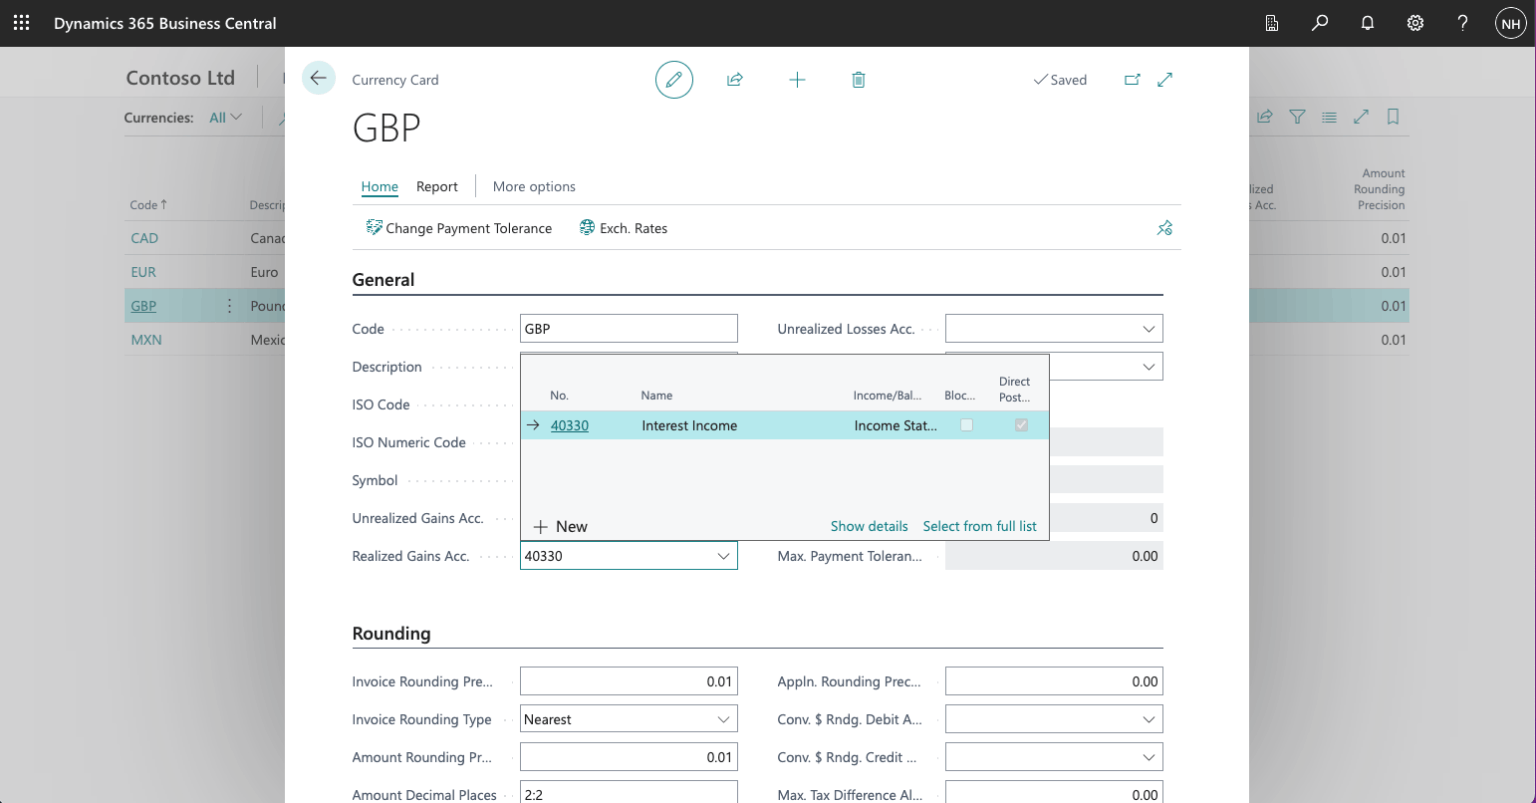 Dynamics 365 Business Central
NH
Contoso Ltd
Currencies: All
Code ↑ Descrip
CAD Canad
EUR Euro
GBP Pound
MXN Mexic
Currency Card
Saved
GBP
Home Report More options
Change Payment Tolerance Exch. Rates
General
Code GBP
Description
ISO Code
ISO Numeric Code
Symbol
Unrealized Gains Acc.
Realized Gains Acc. 40330
Unrealized Losses Acc.
0
Max. Payment Toleran... 0.00
No. Name Income/Bal... Bloc... Direct
Post...
40330 Interest Income Income Stat...
New Show details Select from full list
Rounding
Invoice Rounding Pre... 0.01
Invoice Rounding Type Nearest
Amount Rounding Pr... 0.01
Amount Decimal Places 2:2
Appln. Rounding Prec... 0.00
Conv. $ Rndg. Debit A...
Conv. $ Rndg. Credit ...
Max. Tax Difference Al... 0.00
lized
s Acc.
Amount
Rounding
Precision
0.01
0.01
0.01
0.01